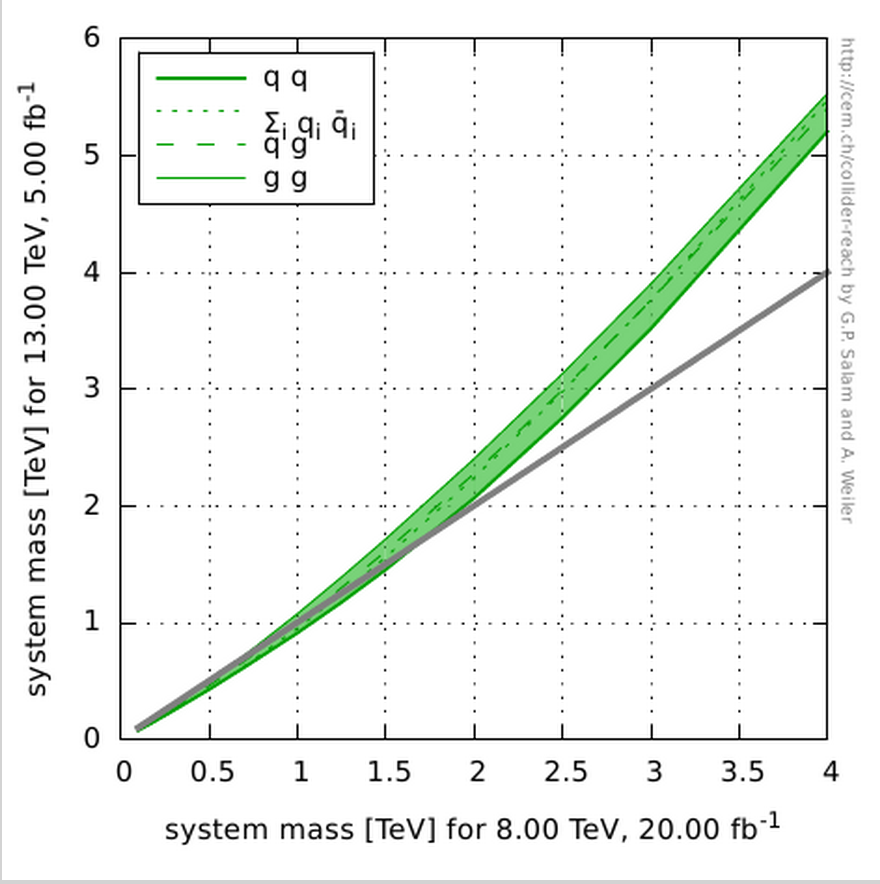 6
5
4
3
2
1
0
0 0.5 1 1.5 2 2.5 3 3.5 4
system mass [TeV] for 13.00 TeV, 5.00 fb⁻¹
system mass [TeV] for 8.00 TeV, 20.00 fb⁻¹
q q
Σᵢ qᵢ q̄ᵢ
q g
g g
http://cern.ch/collider-reach by G.P. Salam and A. Weiler